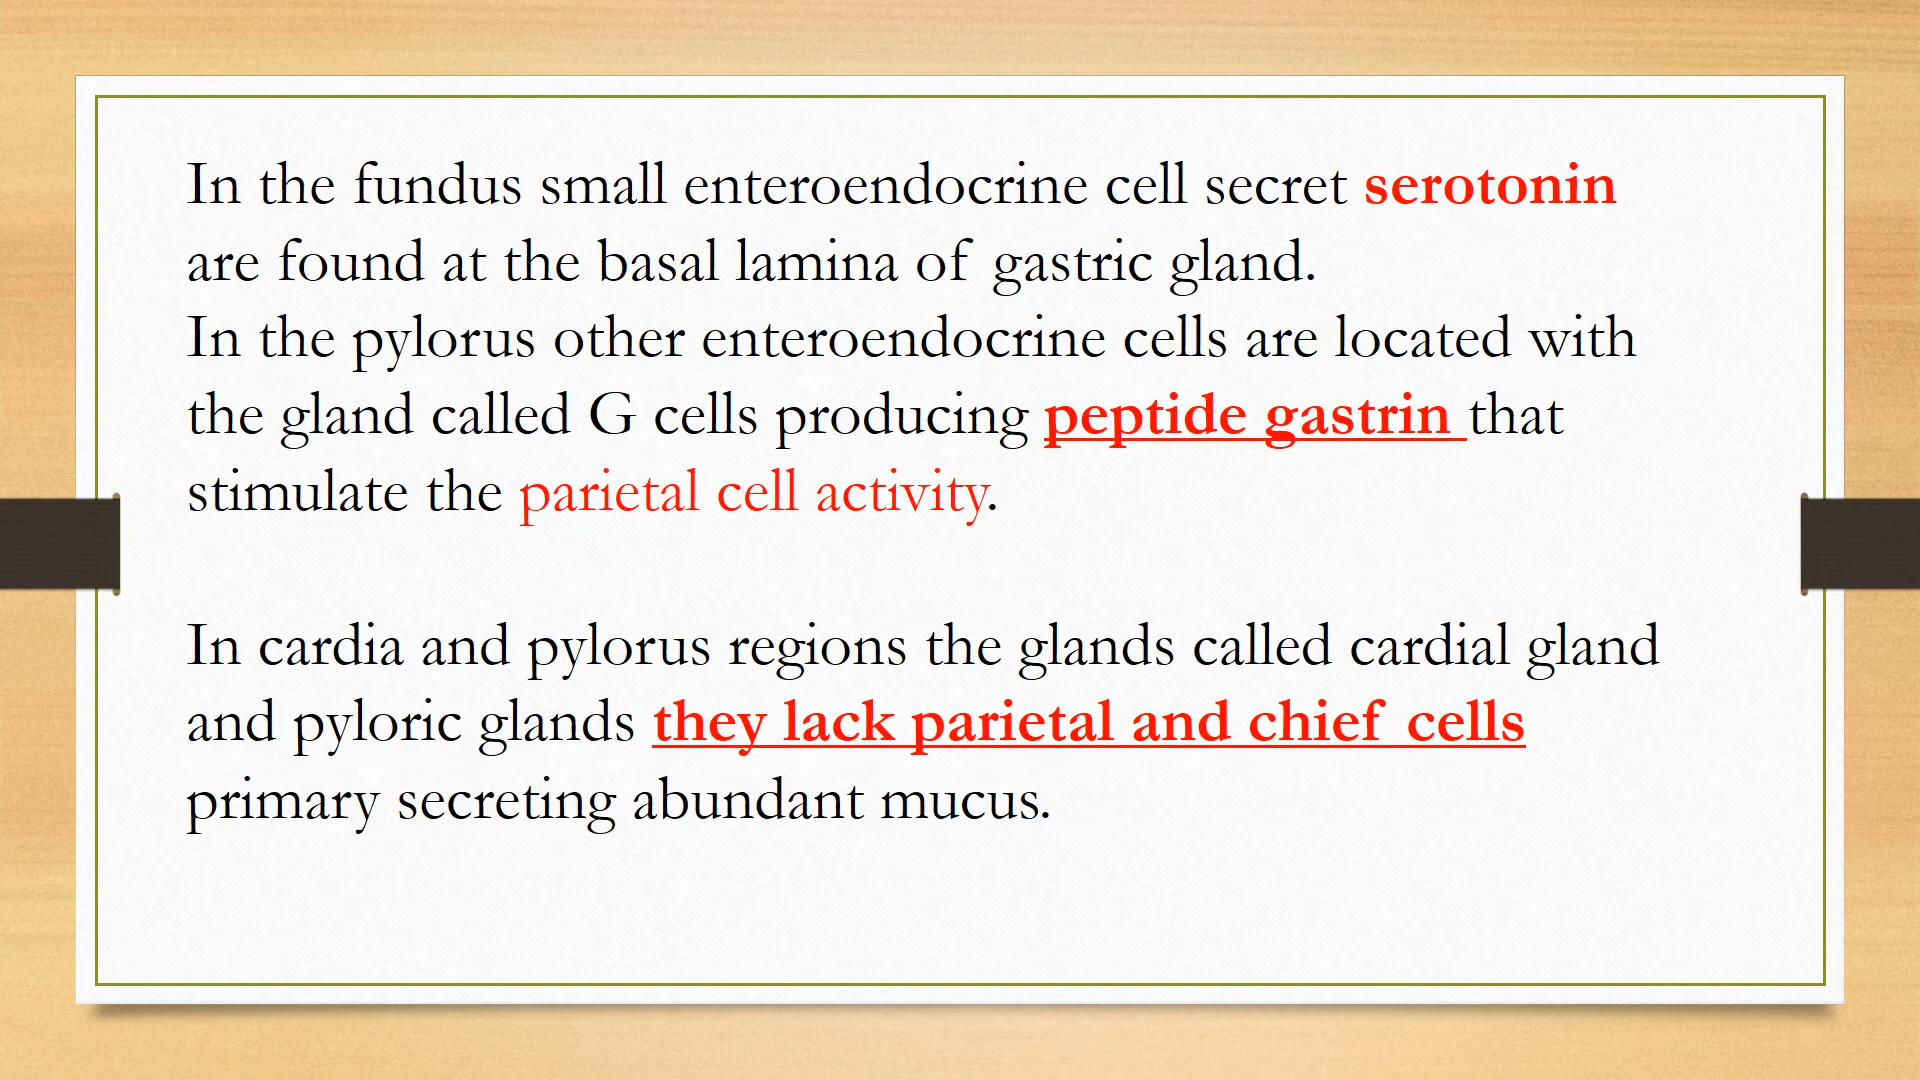 In the fundus small enteroendocrine cell secret serotonin
are found at the basal lamina of gastric gland.
In the pylorus other enteroendocrine cells are located with
the gland called G cells producing peptide gastrin that
stimulate the parietal cell activity.
In cardia and pylorus regions the glands called cardial gland
and pyloric glands they lack parietal and chief cells
primary secreting abundant mucus.